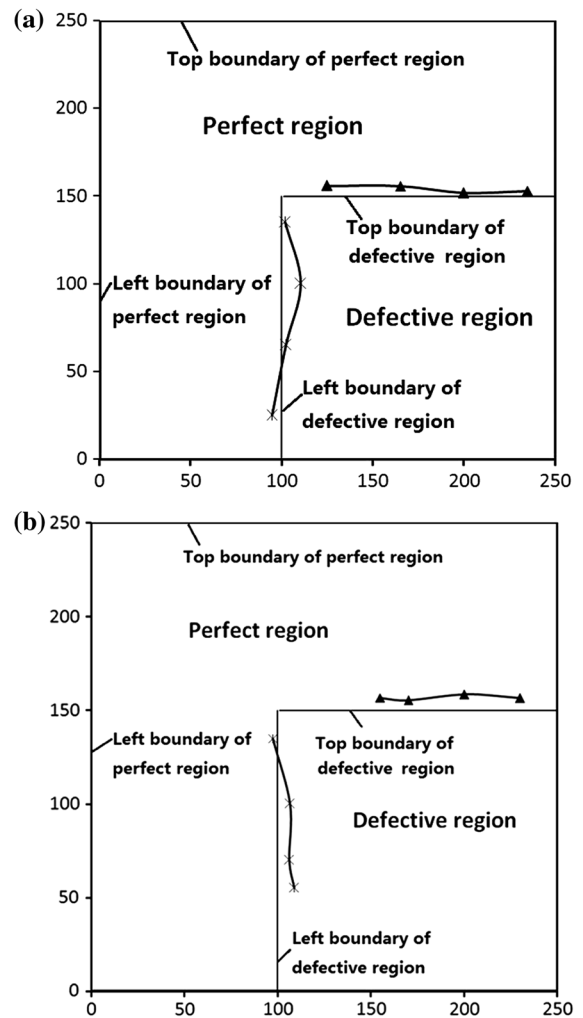 (a)
250
Top boundary of perfect region
200
Perfect region
150
Top boundary of
defective region
100
Left boundary of
perfect region
Defective region
50
Left boundary of
defective region
0
0 50 100 150 200 250
(b)
250
Top boundary of perfect region
200
Perfect region
150
Left boundary of
perfect region
Top boundary of
defective region
100
Defective region
50
Left boundary of
defective region
0
0 50 100 150 200 250